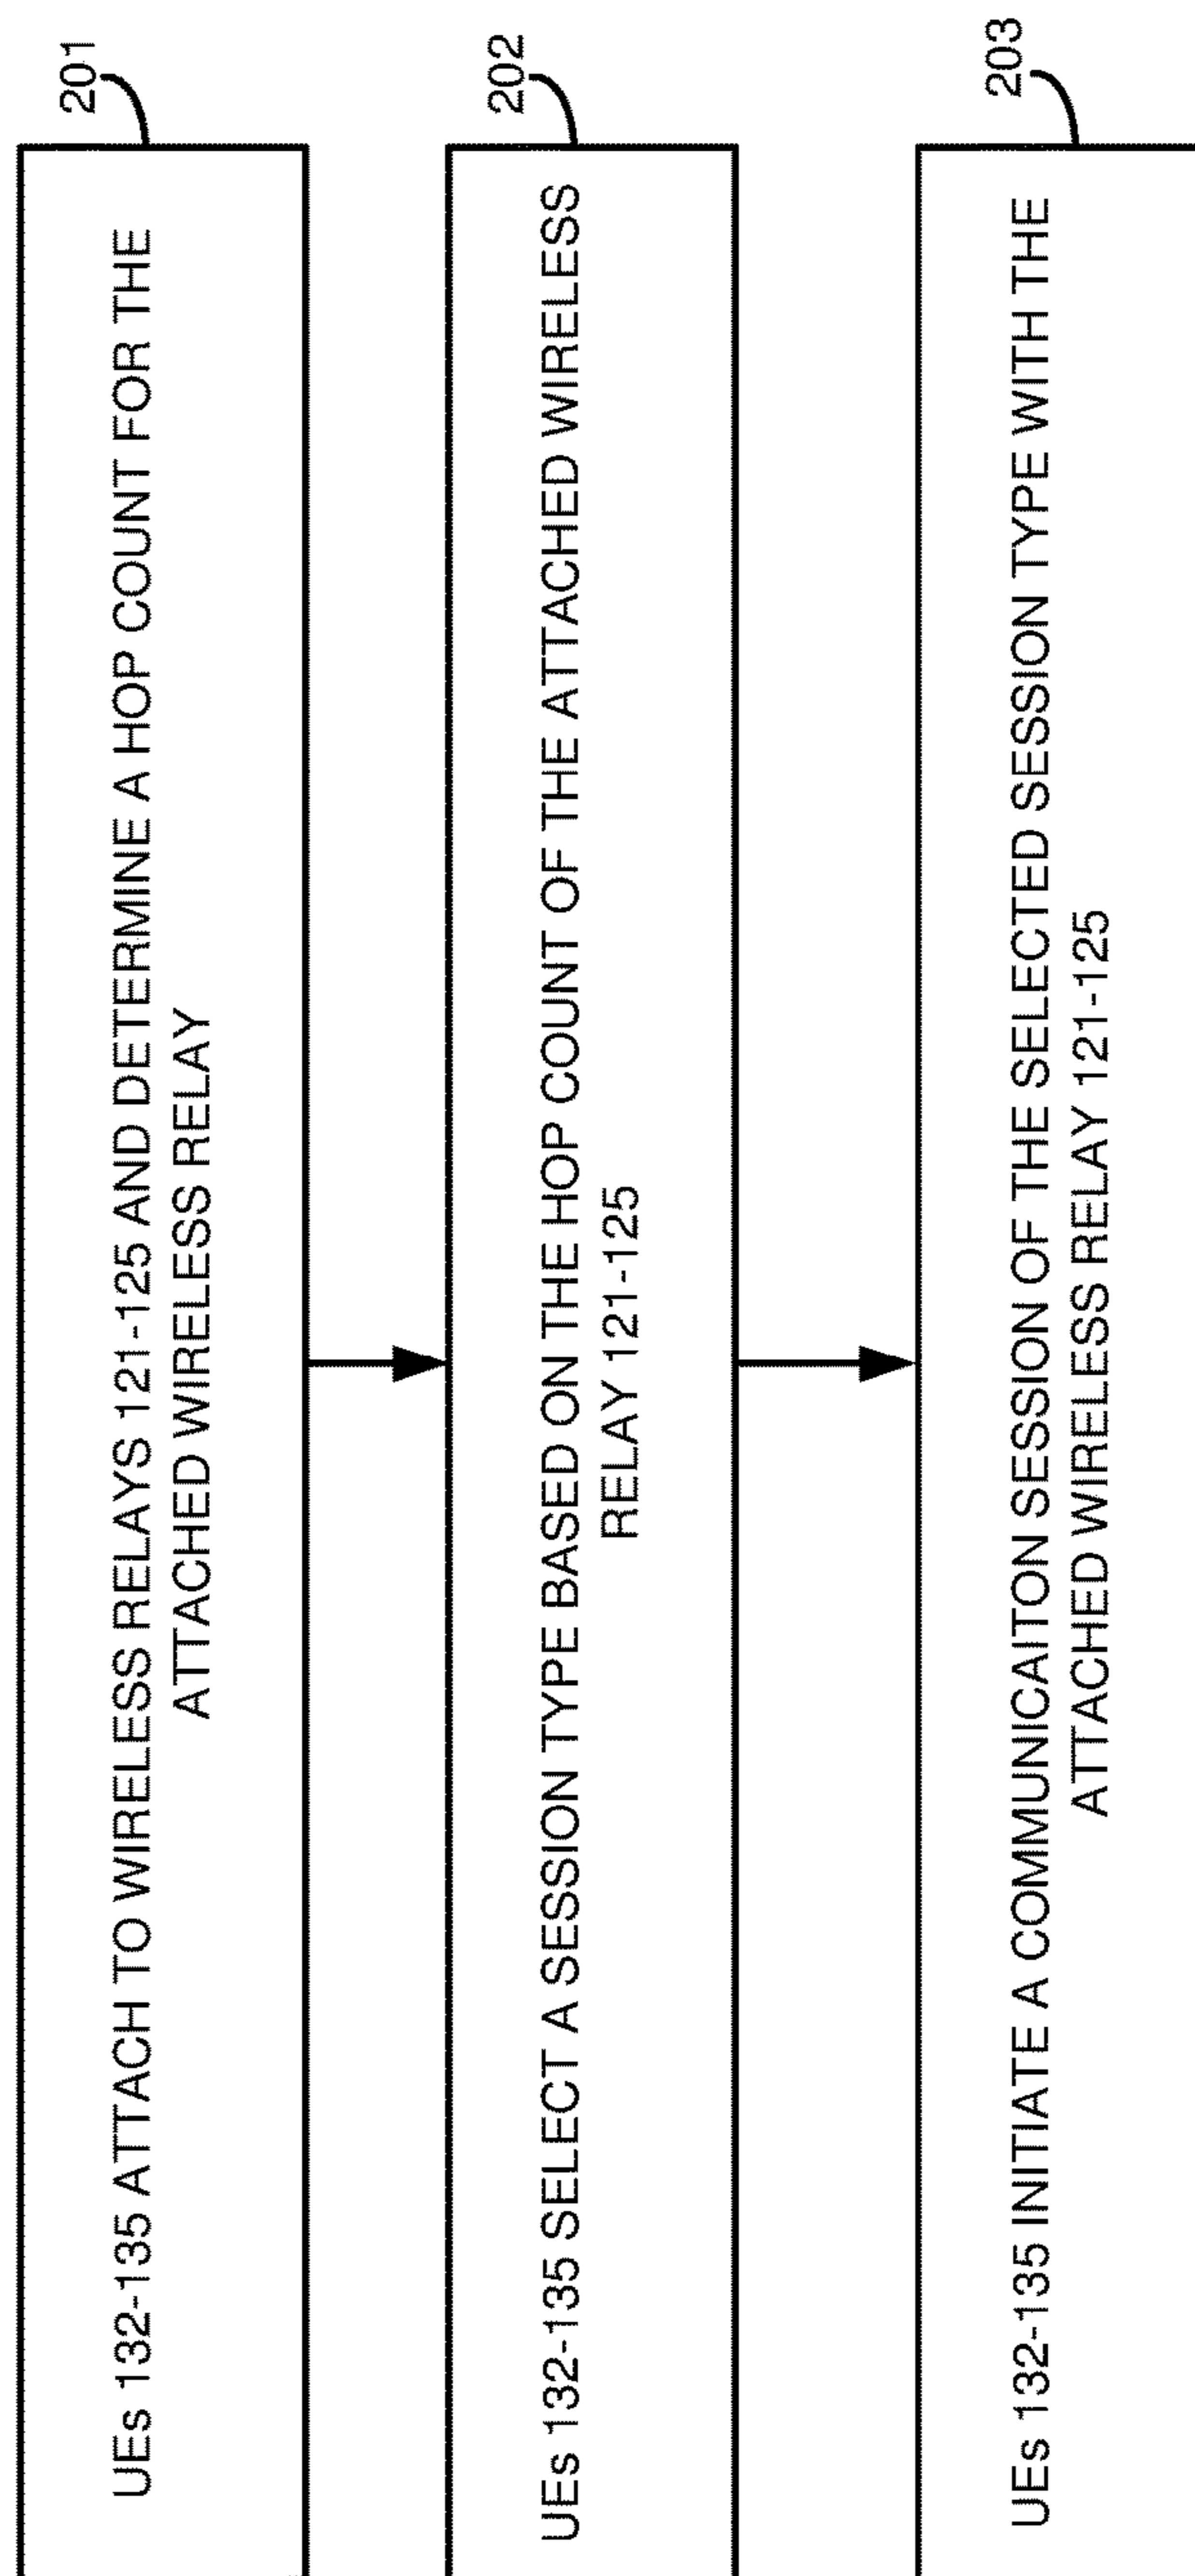 201
UEs 132-135 ATTACH TO WIRELESS RELAYS 121-125 AND DETERMINE A HOP COUNT FOR THE
ATTACHED WIRELESS RELAY
202
UEs 132-135 SELECT A SESSION TYPE BASED ON THE HOP COUNT OF THE ATTACHED WIRELESS
RELAY 121-125
203
UEs 132-135 INITIATE A COMMUNICAITON SESSION OF THE SELECTED SESSION TYPE WITH THE
ATTACHED WIRELESS RELAY 121-125